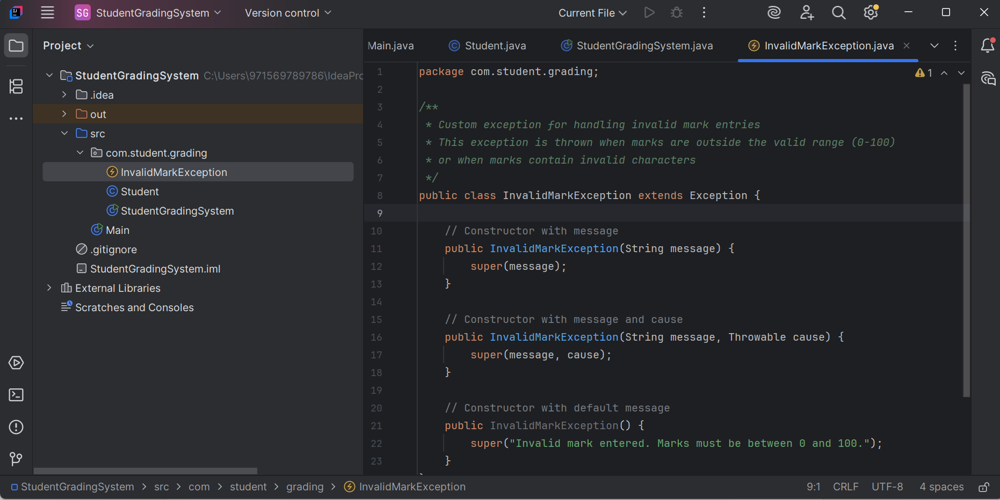 SG StudentGradingSystem Version control Current File
Project
Main.java Student.java StudentGradingSystem.java InvalidMarkException.java
StudentGradingSystem C:\Users\971569789786\IdeaPro
.idea
out
src
com.student.grading
InvalidMarkException
Student
StudentGradingSystem
Main
.gitignore
StudentGradingSystem.iml
External Libraries
Scratches and Consoles
1 package com.student.grading; 1
2
3 /**
4 * Custom exception for handling invalid mark entries
5 * This exception is thrown when marks are outside the valid range (0-100)
6 * or when marks contain invalid characters
7 */
8 public class InvalidMarkException extends Exception {
9
10 // Constructor with message
11 public InvalidMarkException(String message) {
12 super(message);
13 }
14
15 // Constructor with message and cause
16 public InvalidMarkException(String message, Throwable cause) {
17 super(message, cause);
18 }
19
20 // Constructor with default message
21 public InvalidMarkException() {
22 super("Invalid mark entered. Marks must be between 0 and 100.");
23 }
StudentGradingSystem > src > com > student > grading > InvalidMarkException 9:1 CRLF UTF-8 4 spaces